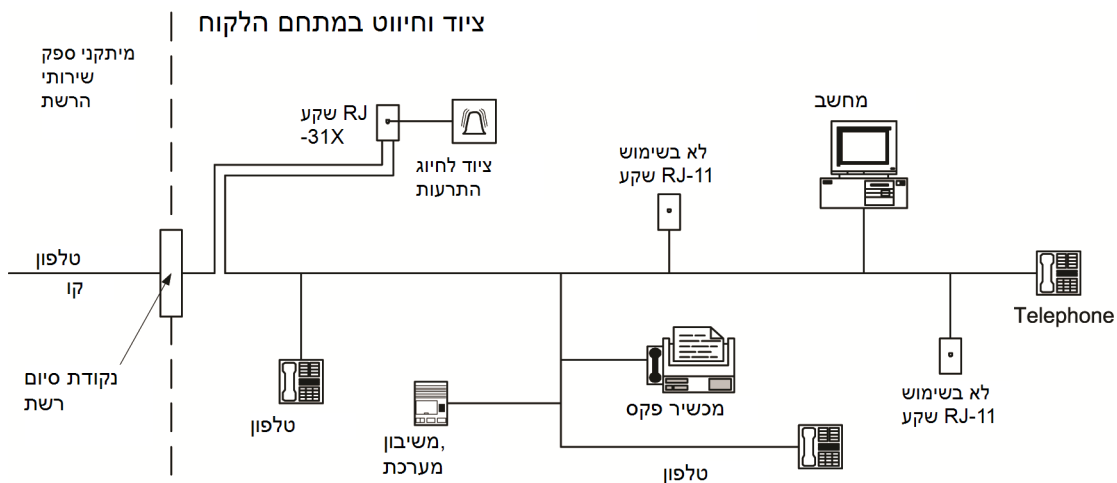 ציוד וחיווט במתחם הלקוח
מיתקני ספק
שירותי
הרשת
שקע RJ
-31X
ציוד לחיוג
התרעות
לא בשימוש
שקע RJ-11
מחשב
טלפון
קו
Telephone
נקודת סיום
רשת
טלפון
משיבון,
מערכת
מכשיר פקס
טלפון
לא בשימוש
שקע RJ-11